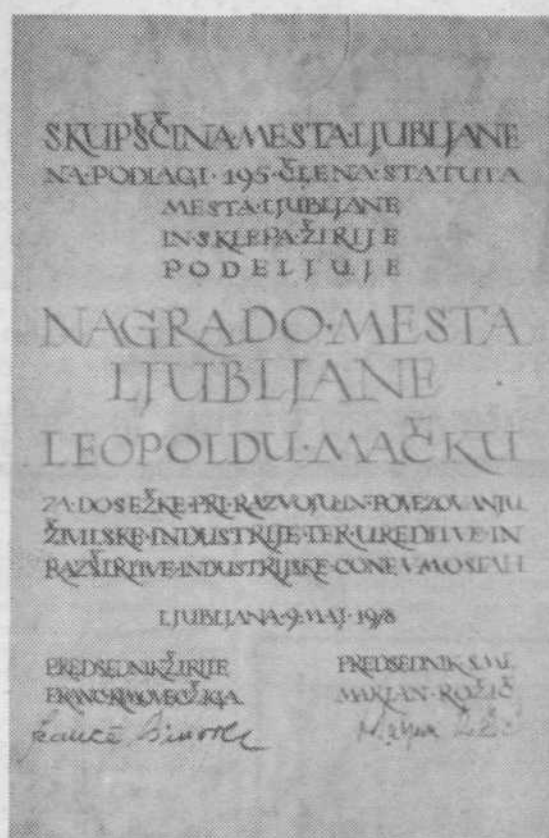 SKUPŠČINA·MESTA·LJUBLJANE
NA·PODLAGI·195·ČLENA·STATUTA
MESTA·LJUBLJANE
IN·SKLEPA·ŽIRIJE
PODELJUJE
NAGRADO·MESTA
LJUBLJANE
LEOPOLDU·MAČKU
ZA·DOSEŽKE·PRI·RAZVOJU·IN·POVEZOVANJU
ŽIVILSKE·INDUSTRIJE·TER·UREDITVE·IN
RAZŠIRITVE·INDUSTRIJSKE·CONE·V·MOSTAH
LJUBLJANA·9·MAJ·1978
PREDSEDNIK ŽIRIJE
PREDSEDNIK SML
MARJAN·ROŽIČ